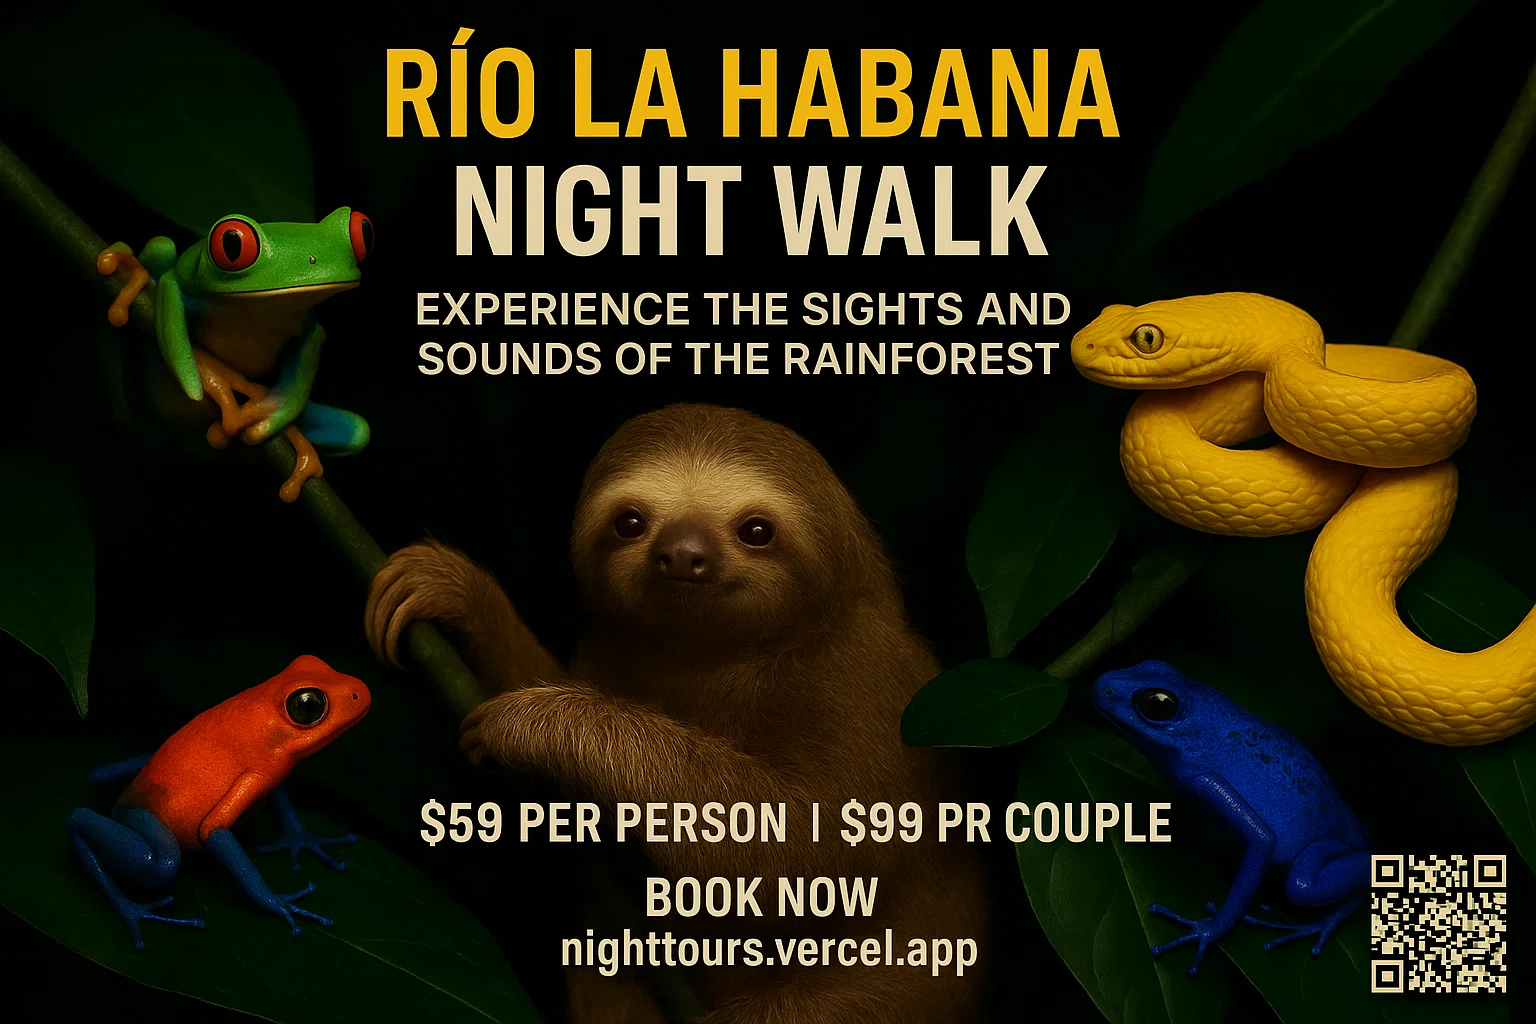 RÍO LA HABANA
NIGHT WALK
EXPERIENCE THE SIGHTS AND
SOUNDS OF THE RAINFOREST
$59 PER PERSON | $99 PR COUPLE
BOOK NOW
nighttours.vercel.app